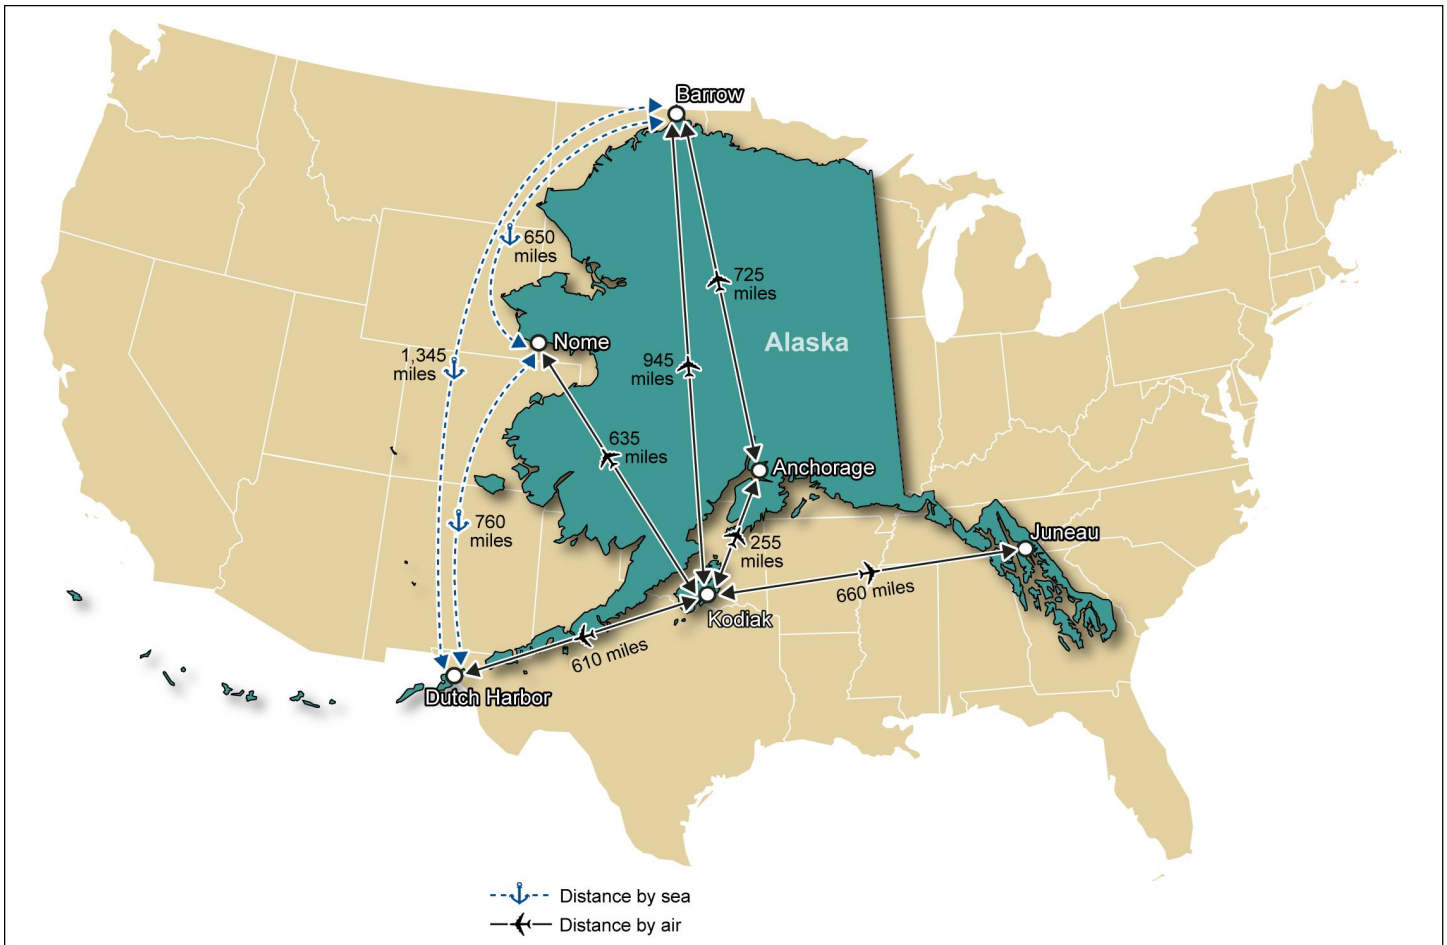 Barrow
650
miles
725
miles
Alaska
Nome
1,345
miles
945
miles
635
miles
Anchorage
760
miles
255
miles
Juneau
660 miles
Kodiak
610 miles
Dutch Harbor
Distance by sea
Distance by air